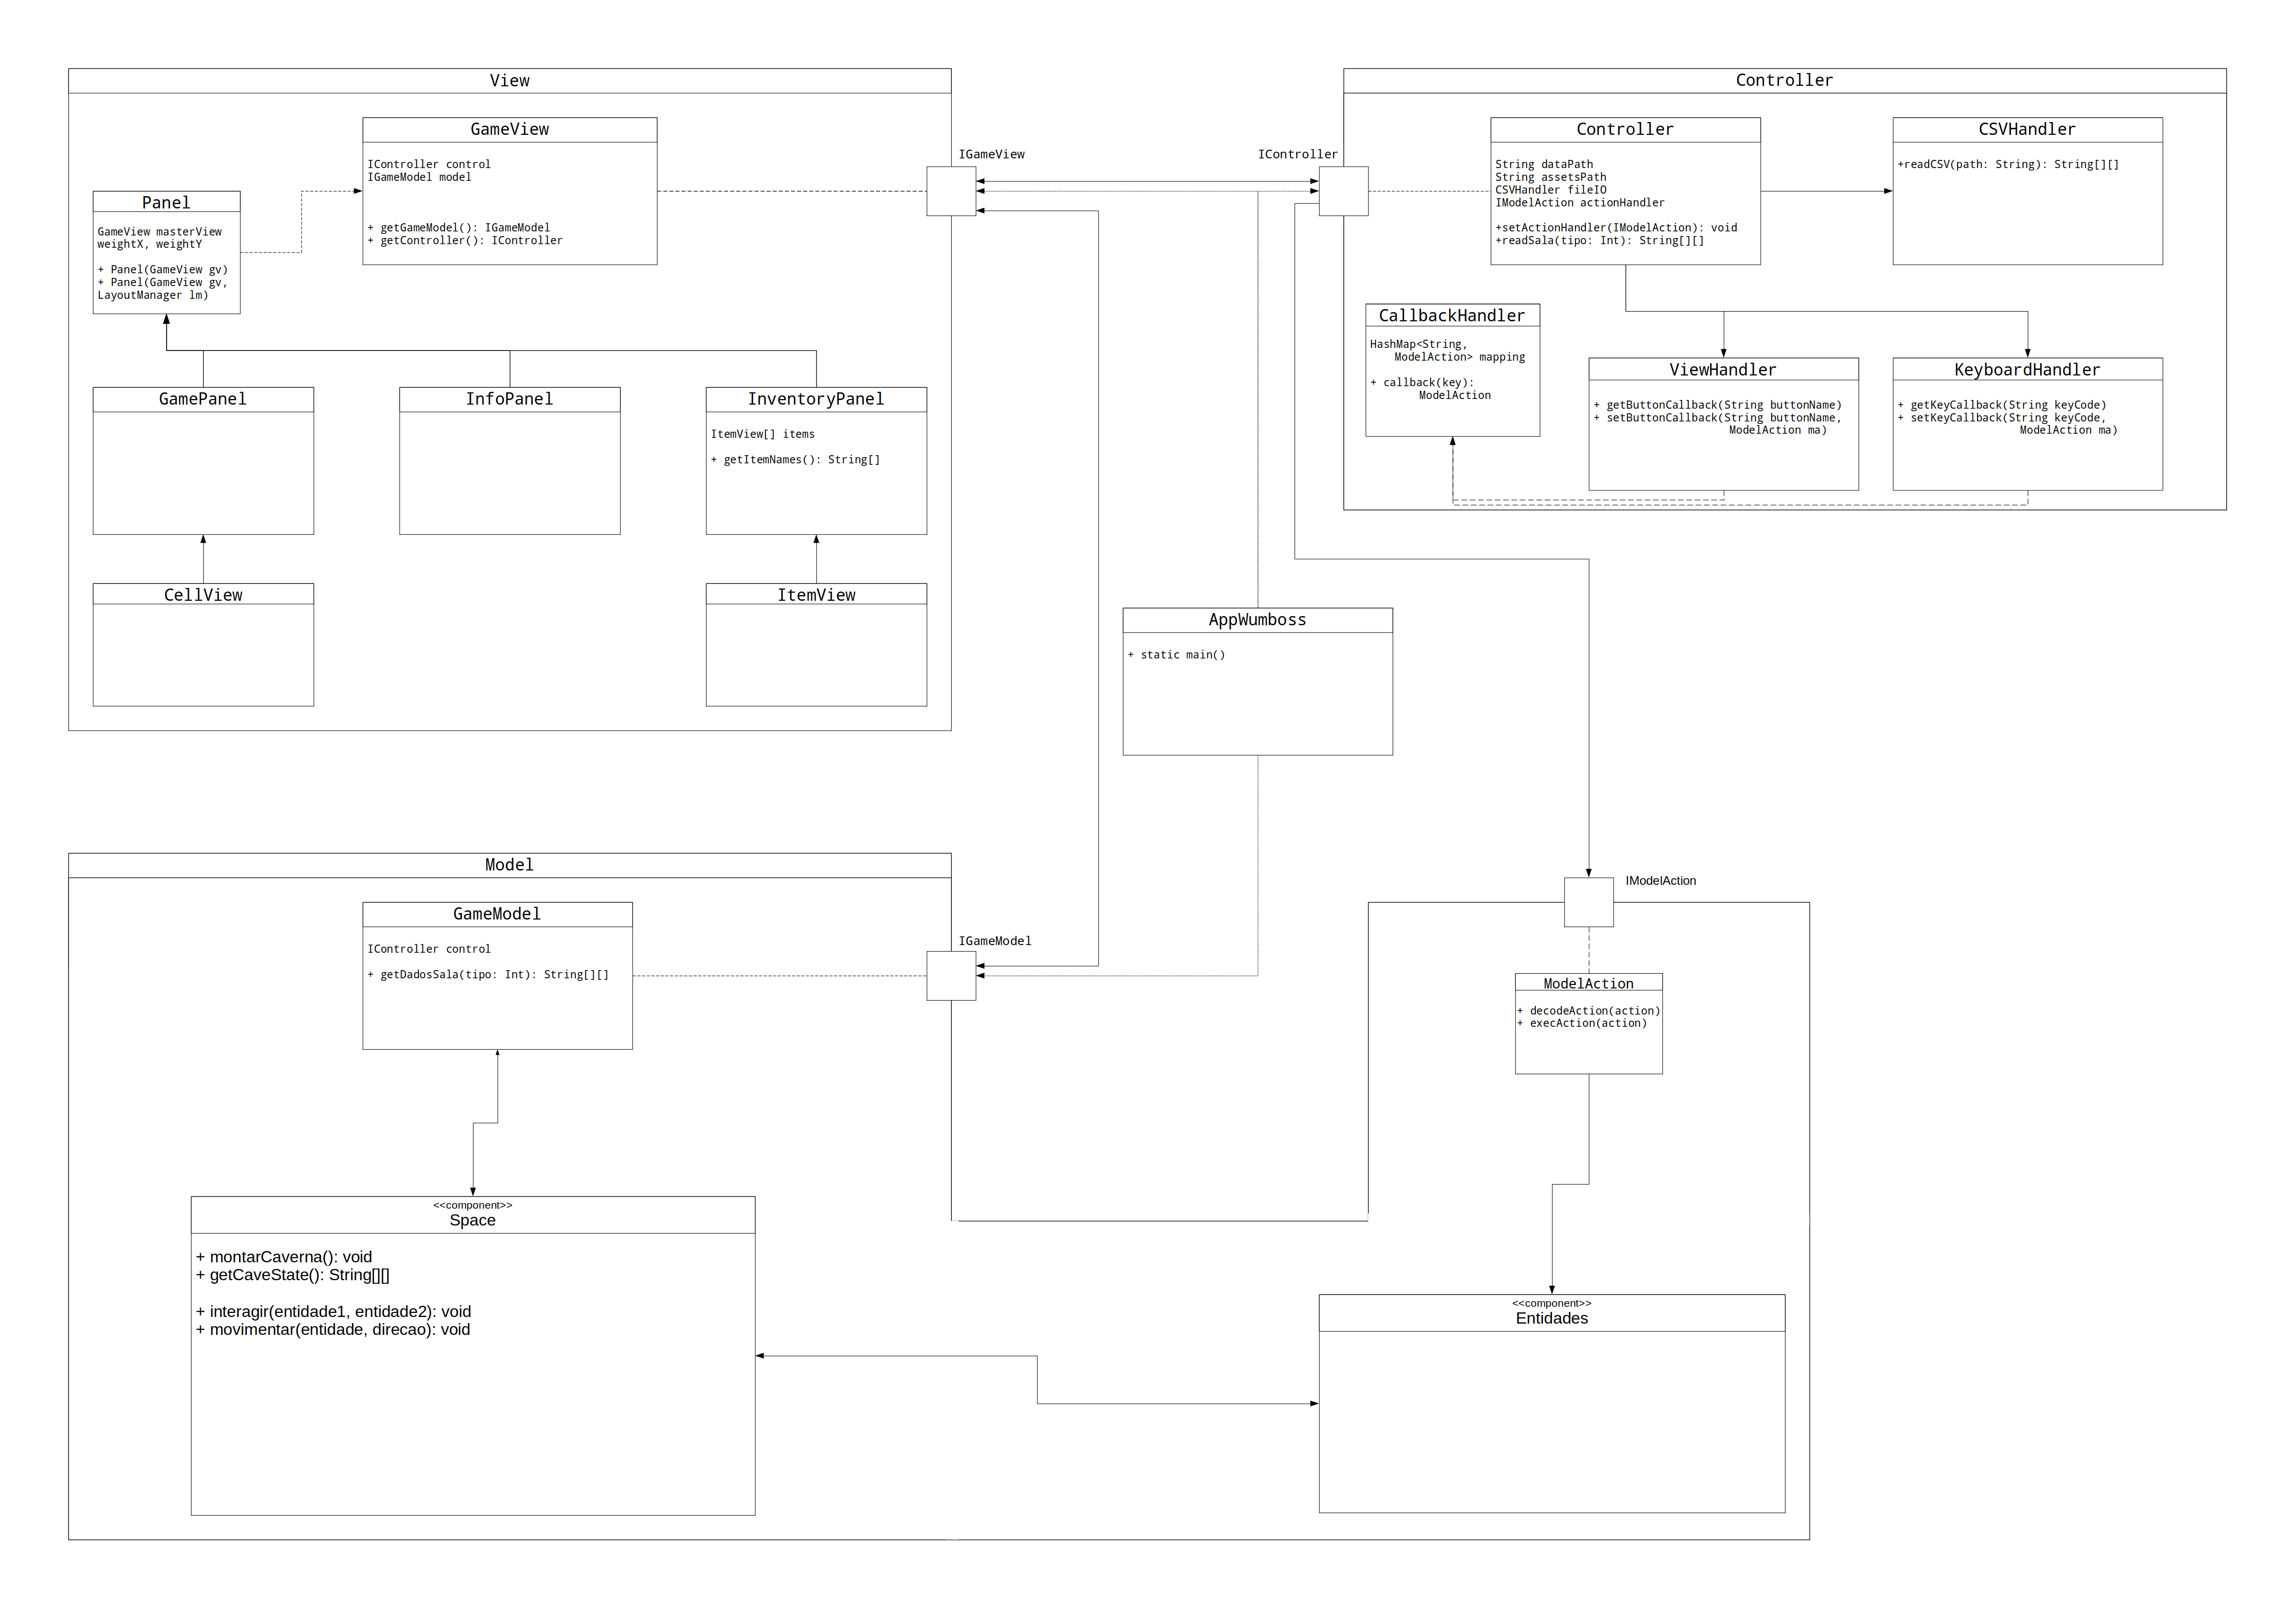 View
GameView
IController control
IGameModel model
+ getGameModel(): IGameModel
+ getController(): IController
Panel
GameView masterView
weightX, weightY
+ Panel(GameView gv)
+ Panel(GameView gv,
LayoutManager lm)
GamePanel
InfoPanel
InventoryPanel
ItemView[] items
+ getItemNames(): String[]
CellView
ItemView
IGameView
IController
Controller
Controller
String dataPath
String assetsPath
CSVHandler fileIO
IModelAction actionHandler
+setActionHandler(IModelAction): void
+readSala(tipo: Int): String[][]
CSVHandler
+readCSV(path: String): String[][]
CallbackHandler
HashMap<String,
ModelAction> mapping
+ callback(key):
ModelAction
ViewHandler
+ getButtonCallback(String buttonName)
+ setButtonCallback(String buttonName,
ModelAction ma)
KeyboardHandler
+ getKeyCallback(String keyCode)
+ setKeyCallback(String keyCode,
ModelAction ma)
AppWumboss
+ static main()
Model
GameModel
IController control
+ getDadosSala(tipo: Int): String[][]
IGameModel
IModelAction
ModelAction
+ decodeAction(action)
+ execAction(action)
<<component>>
Space
+ montarCaverna(): void
+ getCaveState(): String[][]
+ interagir(entidade1, entidade2): void
+ movimentar(entidade, direcao): void
<<component>>
Entidades